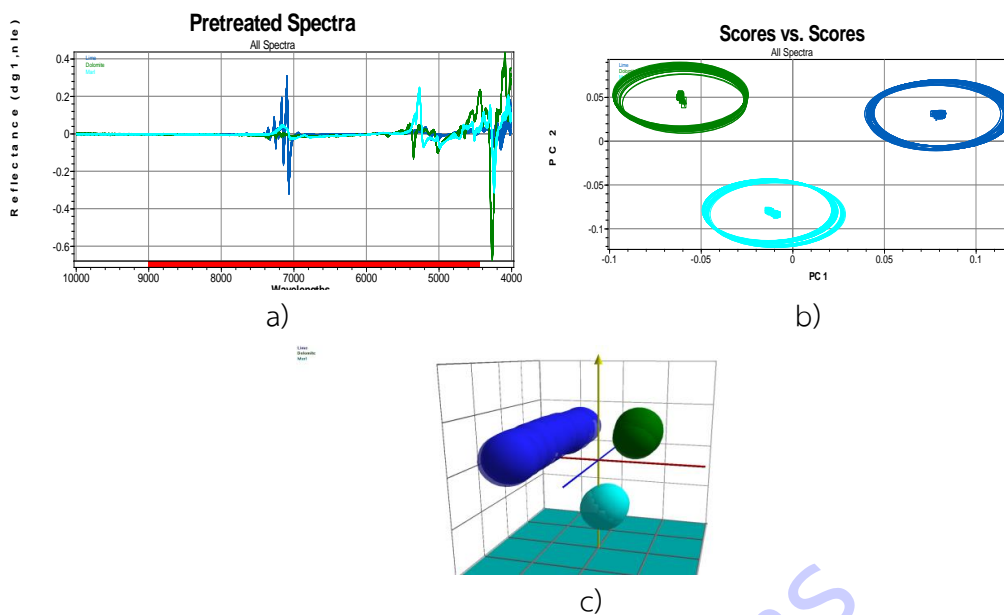 Pretreated Spectra
All Spectra
Reflectance (dg1,nle)
Lime
Dolomite
Marl
0.4
0.2
0
-0.2
-0.4
-0.6
10000 9000 8000 7000 6000 5000 4000
Wavelengths
a)
Scores vs. Scores
All Spectra
PC 2
Lime
0.1
0.05
0
-0.05
-0.1
-0.1 -0.05 0 0.05 0.1
PC 1
b)
Lime
Dolomite
Marl
c)